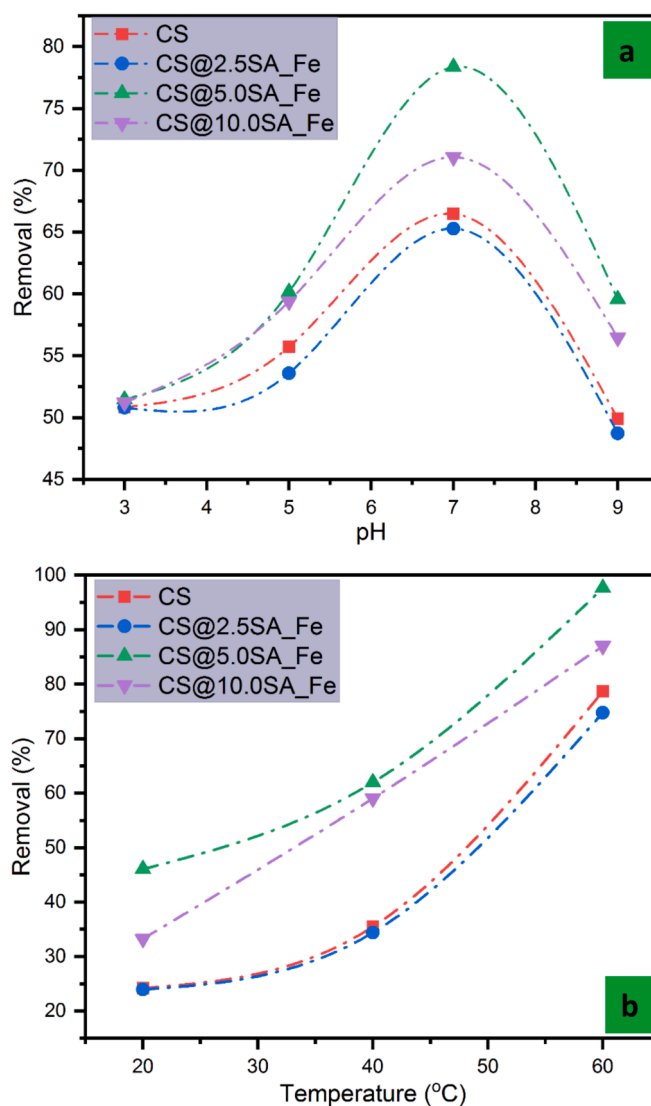 a
CS
CS@2.5SA_Fe
CS@5.0SA_Fe
CS@10.0SA_Fe
80
75
70
65
60
55
50
45
Removal (%)
3 4 5 6 7 8 9
pH
CS
CS@2.5SA_Fe
CS@5.0SA_Fe
CS@10.0SA_Fe
100
90
80
70
60
50
40
30
20
Removal (%)
b
20 30 40 50 60
Temperature (°C)